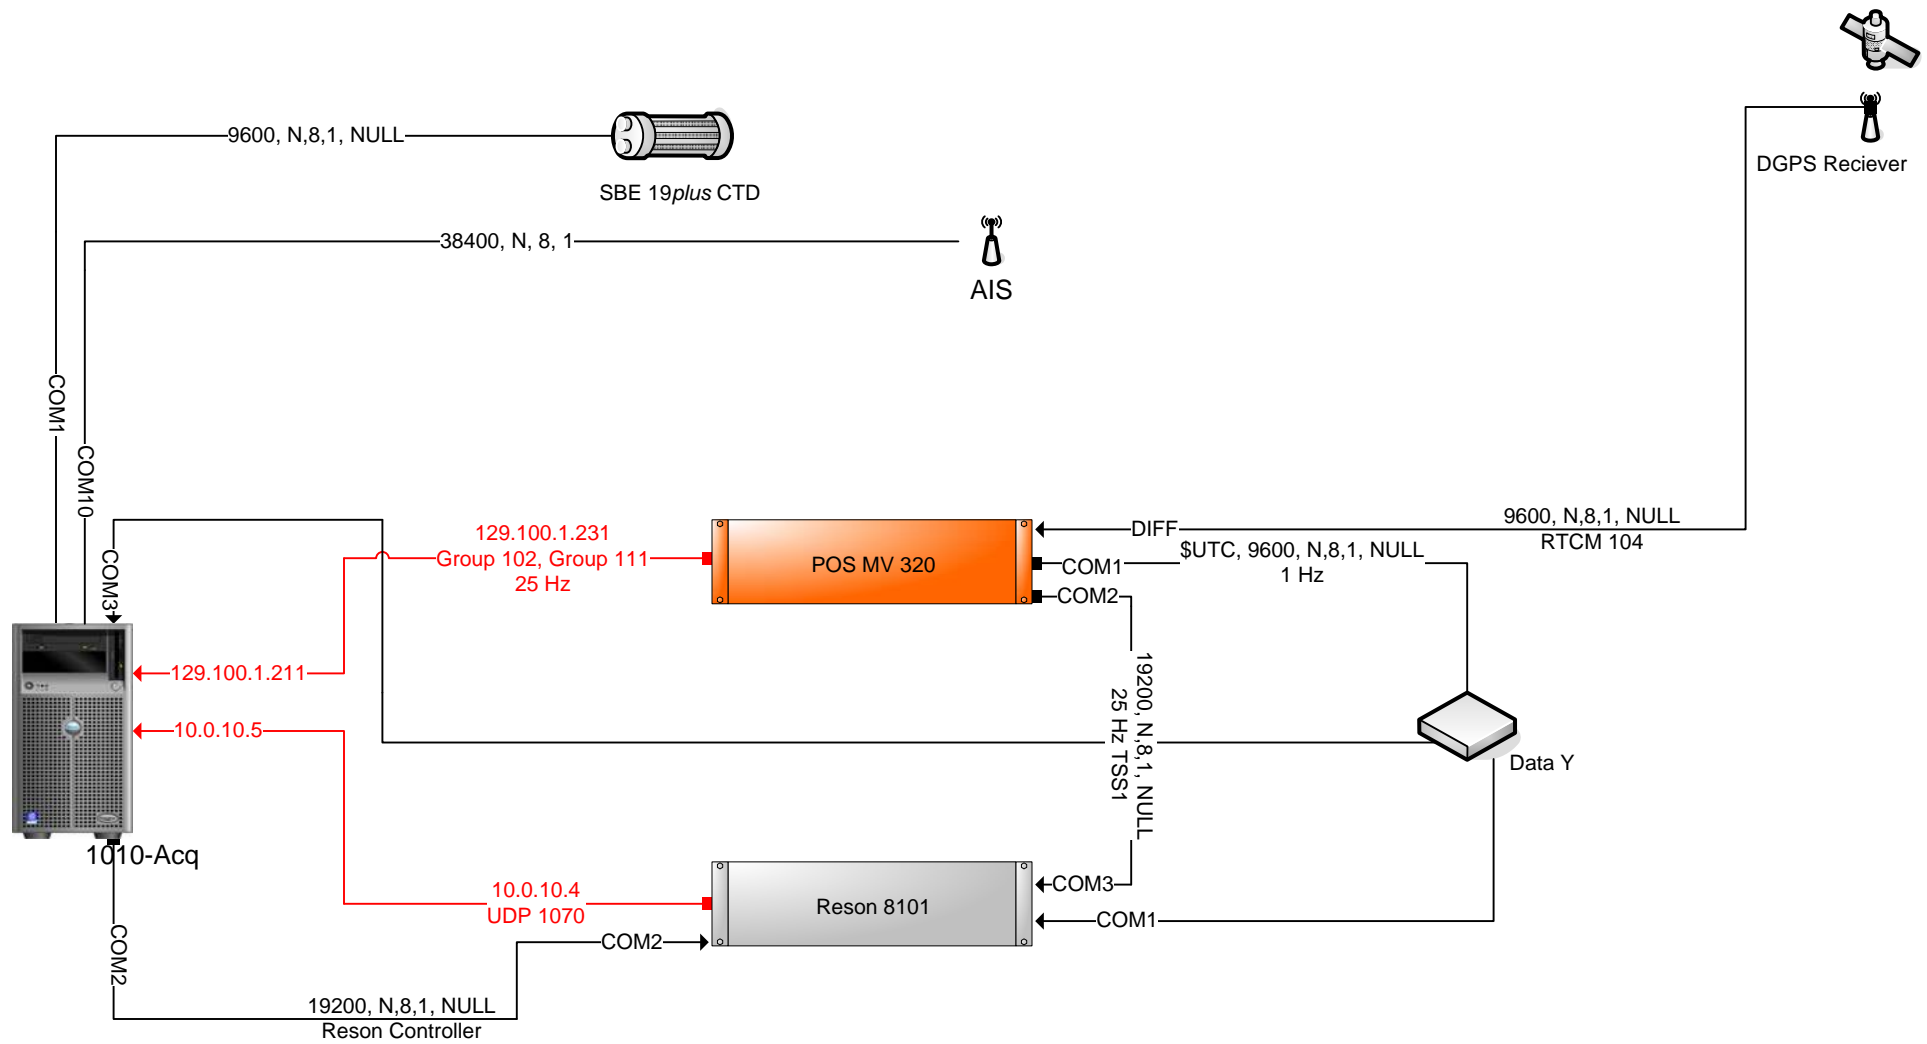 9600, N,8,1, NULL
SBE 19plus CTD
DGPS Reciever
38400, N, 8, 1
AIS
COM1
COM10
COM3
129.100.1.231
Group 102, Group 111
25 Hz
POS MV 320
DIFF
9600, N,8,1, NULL
RTCM 104
COM1
$UTC, 9600, N,8,1, NULL
1 Hz
COM2
129.100.1.211
10.0.10.5
19200, N,8,1, NULL
25 Hz TSS1
Data Y
1010-Acq
10.0.10.4
UDP 1070
Reson 8101
COM3
COM1
COM2
COM2
19200, N,8,1, NULL
Reson Controller